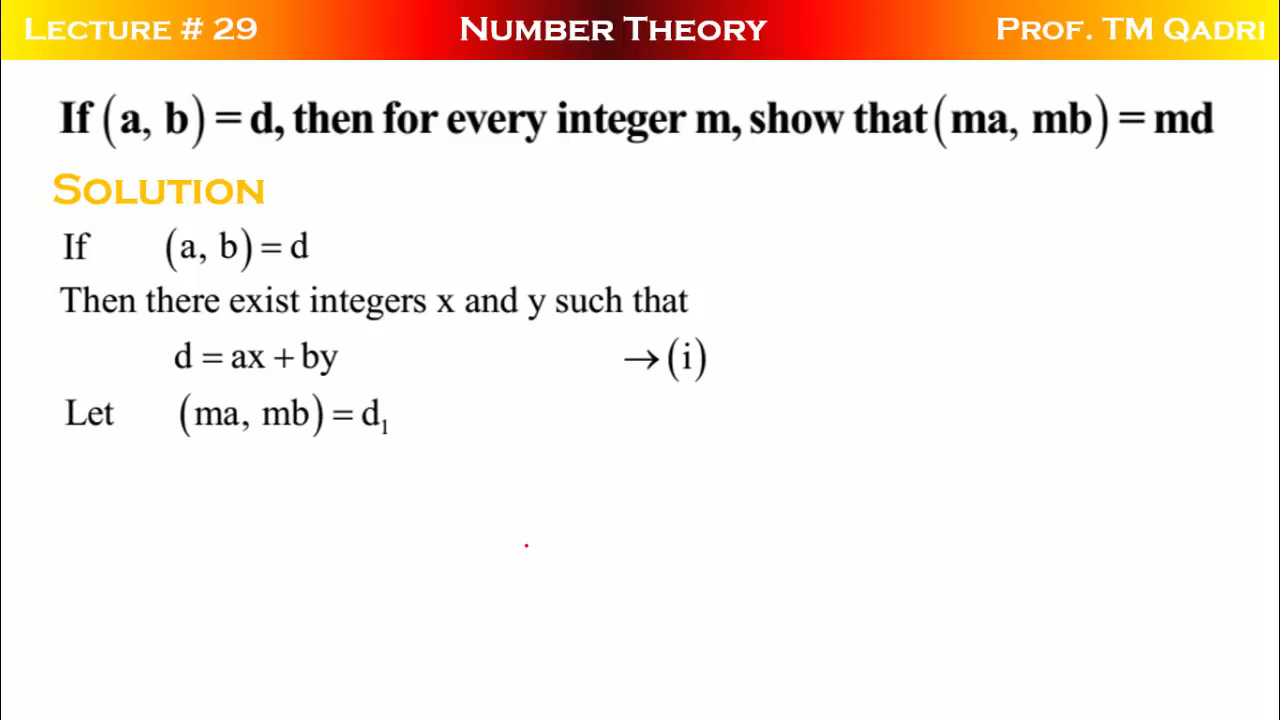 LECTURE # 29 NUMBER THEORY PROF. TM QADRI
If (a, b) = d, then for every integer m, show that (ma, mb) = md
SOLUTION
If (a, b) = d
Then there exist integers x and y such that
d = ax + by → (i)
Let (ma, mb) = d₁